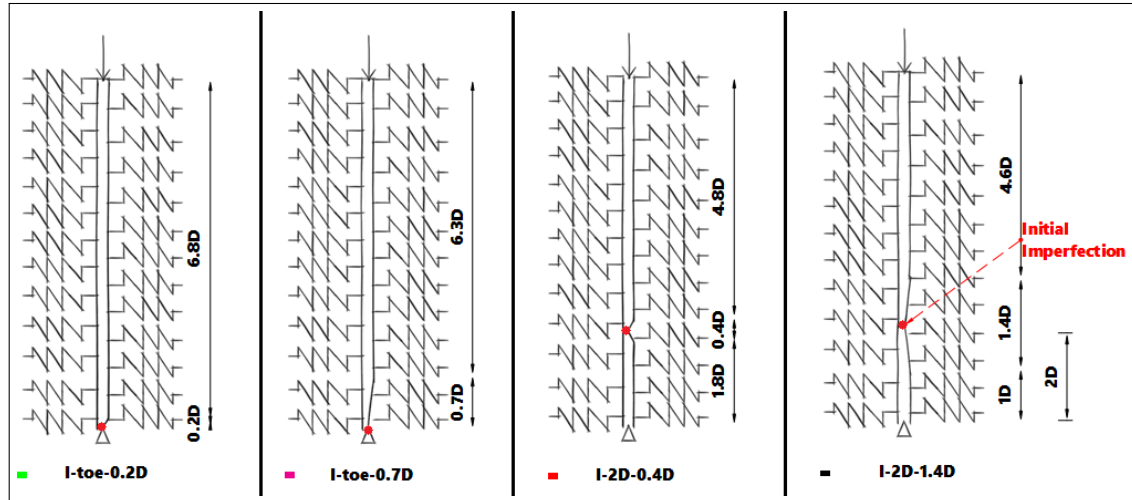 6.8D
0.2D
I-toe-0.2D
6.3D
0.7D
I-toe-0.7D
4.8D
0.4D
1.8D
I-2D-0.4D
4.6D
Initial
Imperfection
1.4D
2D
1D
I-2D-1.4D